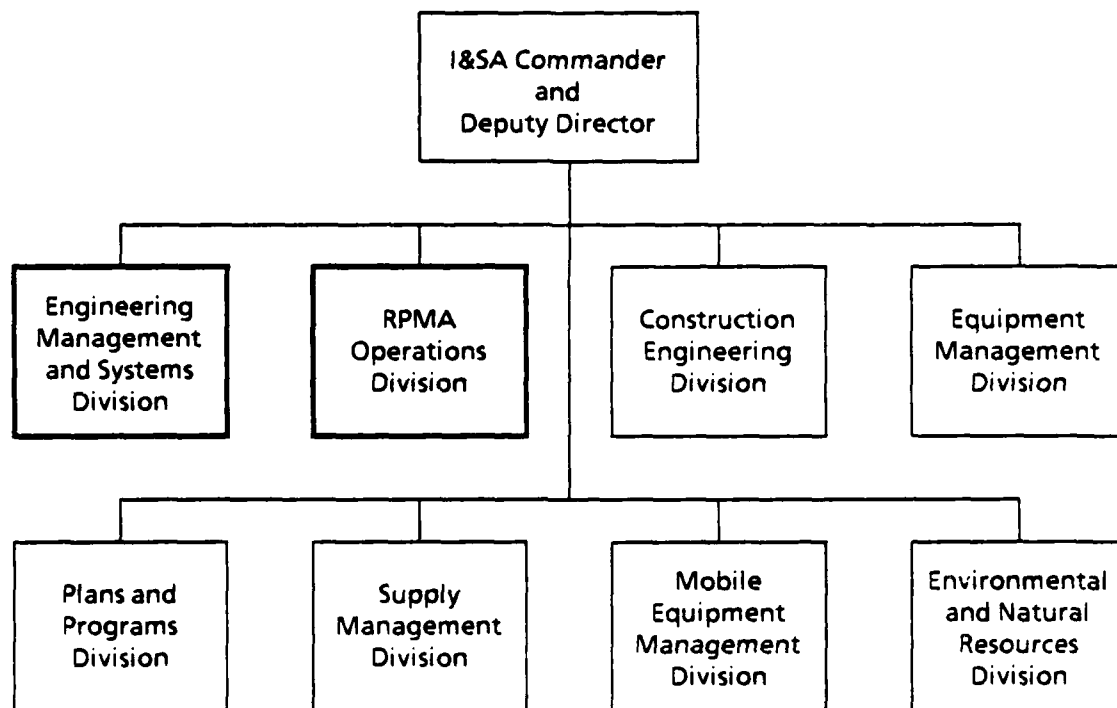 I&SA Commander
and
Deputy Director
Engineering
Management
and Systems
Division
RPMA
Operations
Division
Construction
Engineering
Division
Equipment
Management
Division
Plans and
Programs
Division
Supply
Management
Division
Mobile
Equipment
Management
Division
Environmental
and Natural
Resources
Division